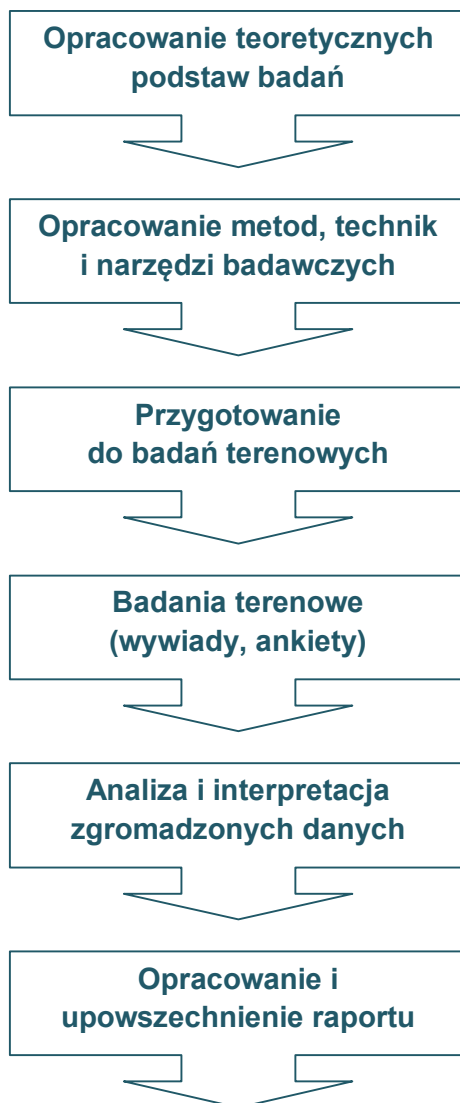 Opracowanie teoretycznych
podstaw badań
Opracowanie metod, technik
i narzędzi badawczych
Przygotowanie
do badań terenowych
Badania terenowe
(wywiady, ankiety)
Analiza i interpretacja
zgromadzonych danych
Opracowanie i
upowszechnienie raportu